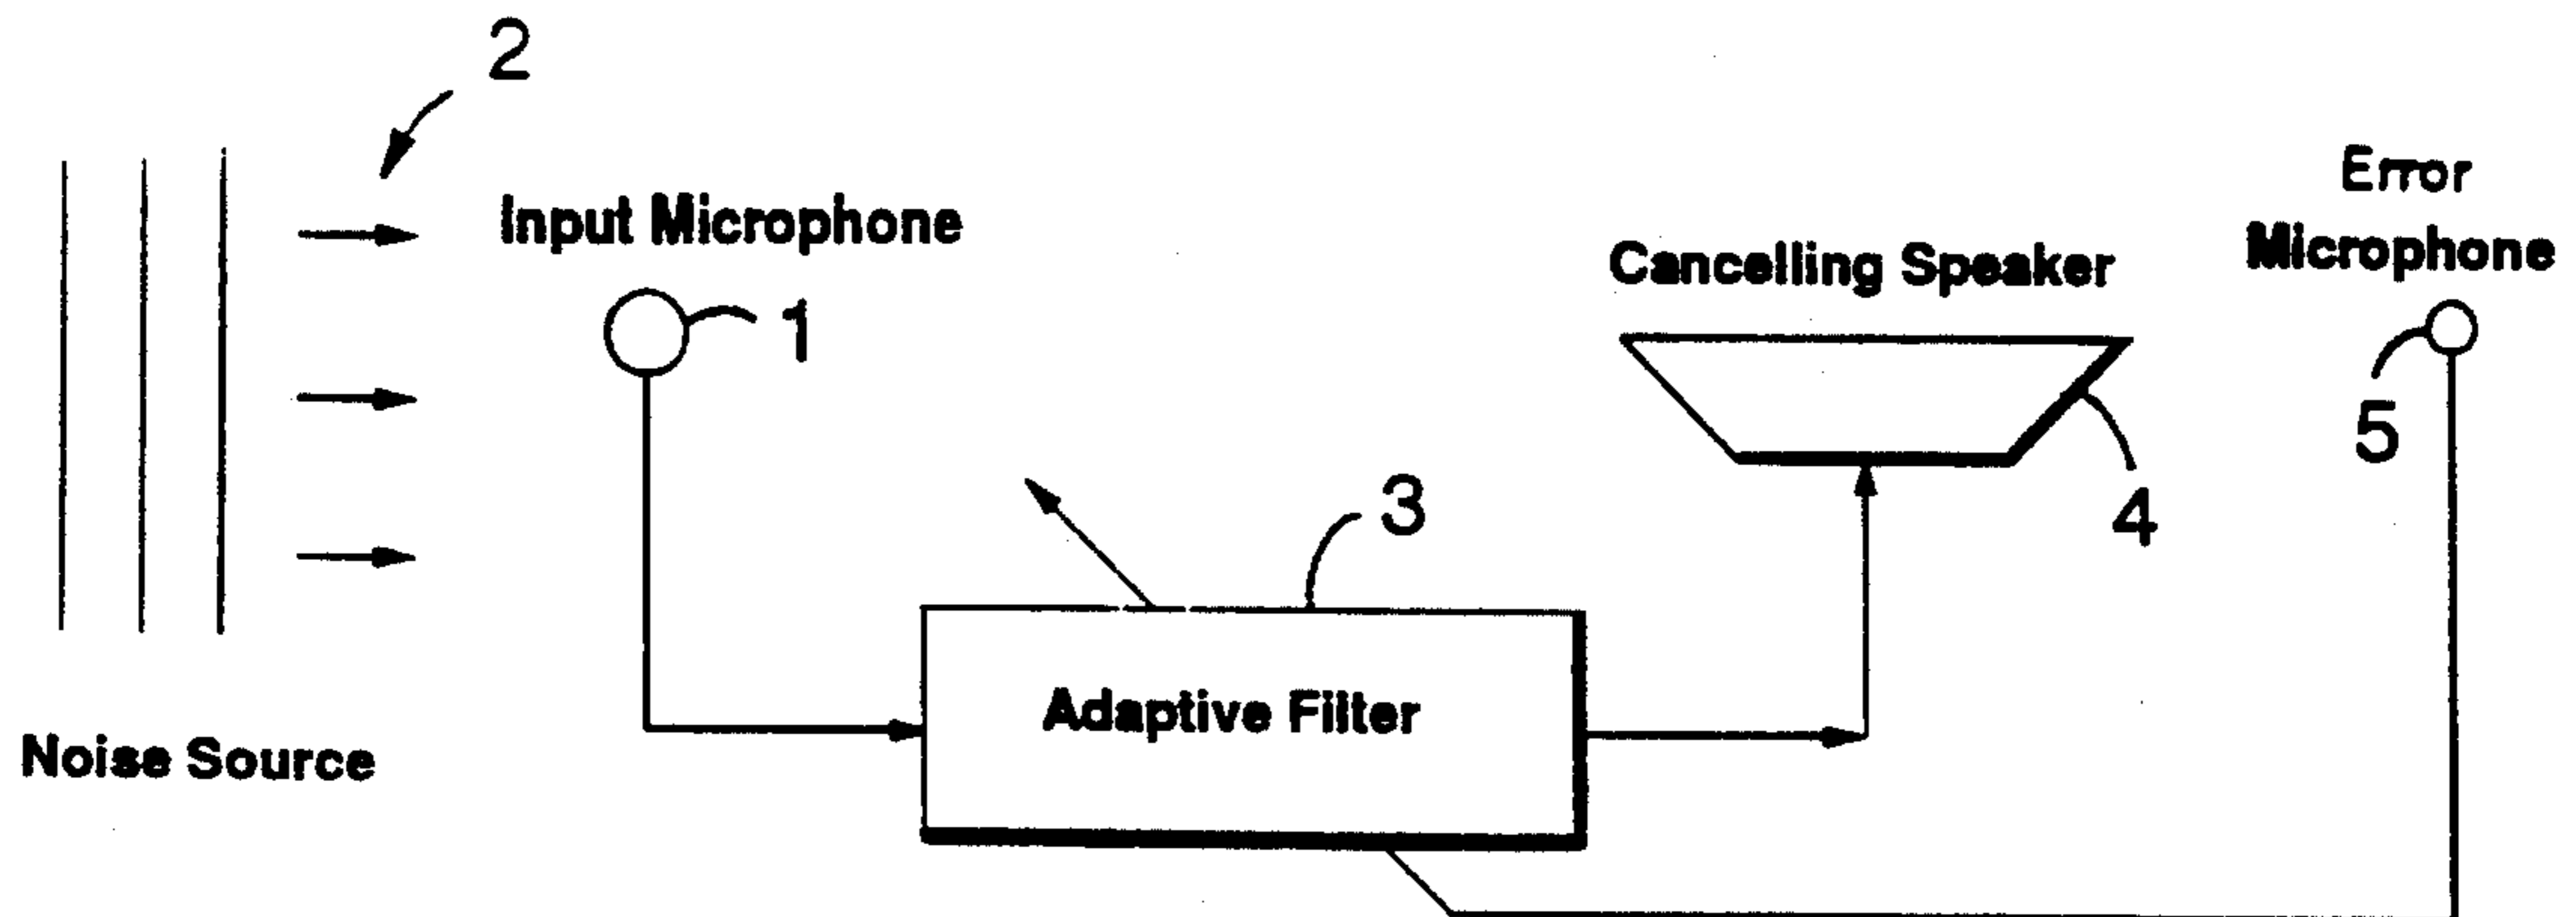 2
Input Microphone
1
Noise Source
3
Adaptive Filter
Cancelling Speaker
4
Error
Microphone
5